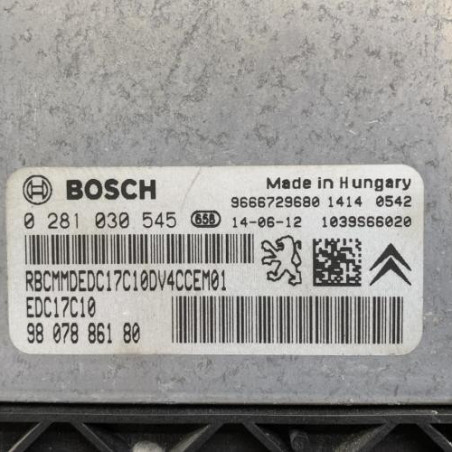 BOSCH
Made in Hungary
9666729680 1414 0542
0 281 030 545 658 14-06-12 1039S66020
RBCMMDEDC17C10DV4CCEM01
EDC17C10
98 078 861 80